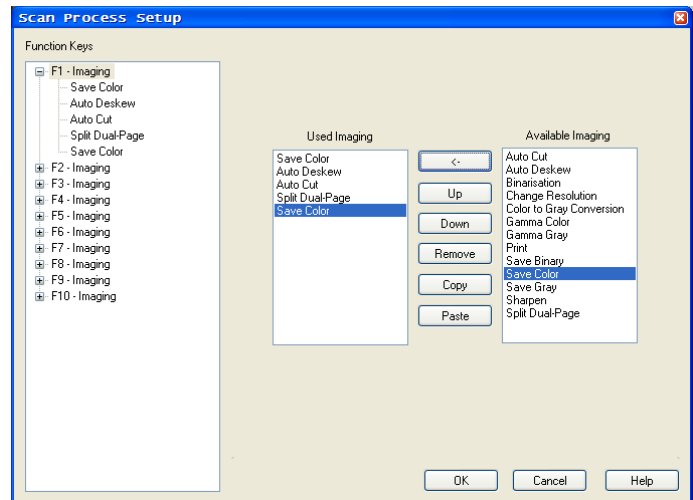 Scan Process Setup
Function Keys
F1 - Imaging
Save Color
Auto Deskew
Auto Cut
Split Dual-Page
Save Color
F2 - Imaging
F3 - Imaging
F4 - Imaging
F5 - Imaging
F6 - Imaging
F7 - Imaging
F8 - Imaging
F9 - Imaging
F10 - Imaging
Used Imaging
Save Color
Auto Deskew
Auto Cut
Split Dual-Page
Save Color
<-
Up
Down
Remove
Copy
Paste
Available Imaging
Auto Cut
Auto Deskew
Binarisation
Change Resolution
Color to Gray Conversion
Gamma Color
Gamma Gray
Print
Save Binary
Save Color
Save Gray
Sharpen
Split Dual-Page
OK
Cancel
Help